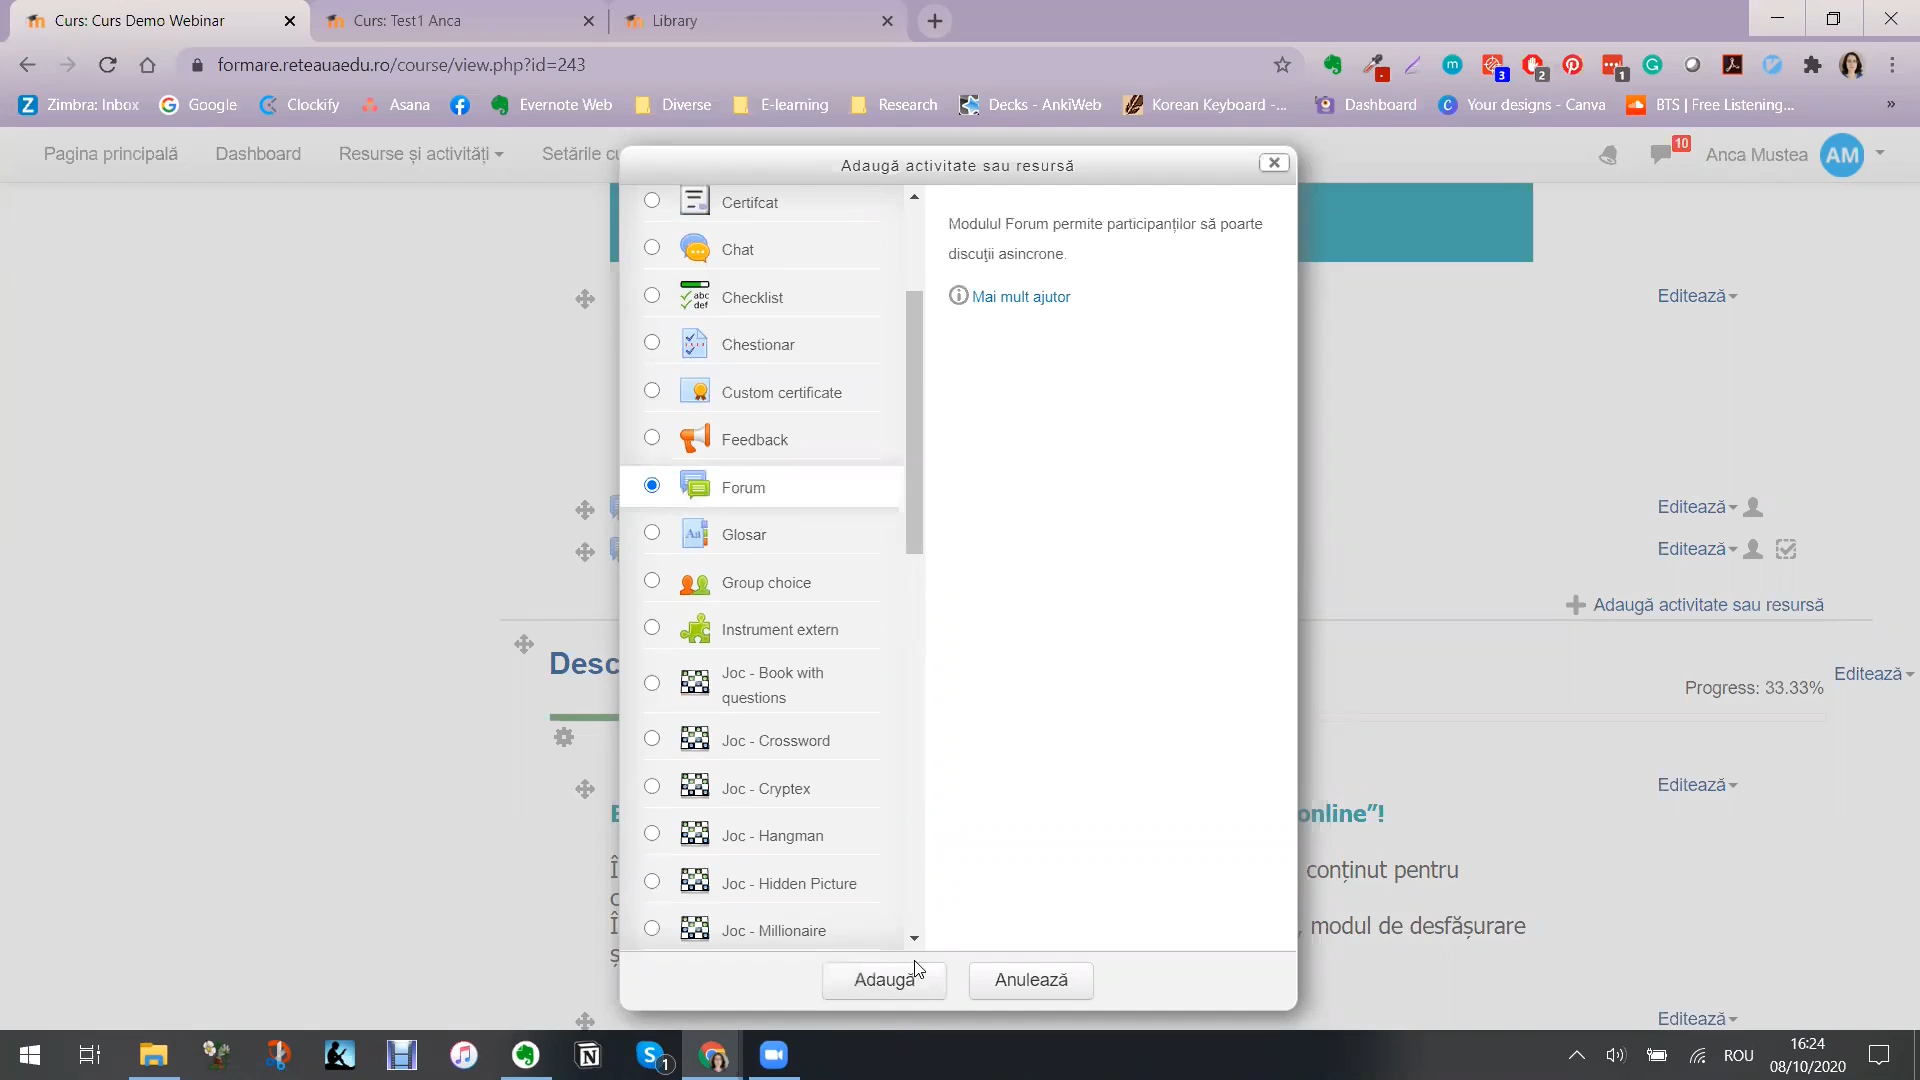 Curs: Curs Demo Webinar
Curs: Test1 Anca
Library
formare.reteauaedu.ro/course/view.php?id=243
3
2
1
Zimbra: Inbox
Google
Clockify
Asana
Evernote Web
Diverse
E-learning
Research
Decks - AnkiWeb
Korean Keyboard -...
Dashboard
Your designs - Canva
BTS | Free Listening...
»
Pagina principală
Dashboard
Resurse și activități
Setările cu
10
Anca Mustea
AM
Adaugă activitate sau resursă
Certifcat
Chat
Checklist
Chestionar
Custom certificate
Feedback
Forum
Glosar
Group choice
Instrument extern
Joc - Book with
questions
Joc - Crossword
Joc - Cryptex
Joc - Hangman
Joc - Hidden Picture
Joc - Millionaire
Modulul Forum permite participanților să poarte
discuții asincrone.
Mai mult ajutor
Adaugă
Anulează
Editează
Editează
Editează
Adaugă activitate sau resursă
Desc
Editează
Progress: 33.33%
Editează
online”!
conținut pentru
, modul de desfășurare
Editează
1
ROU
16:24
08/10/2020